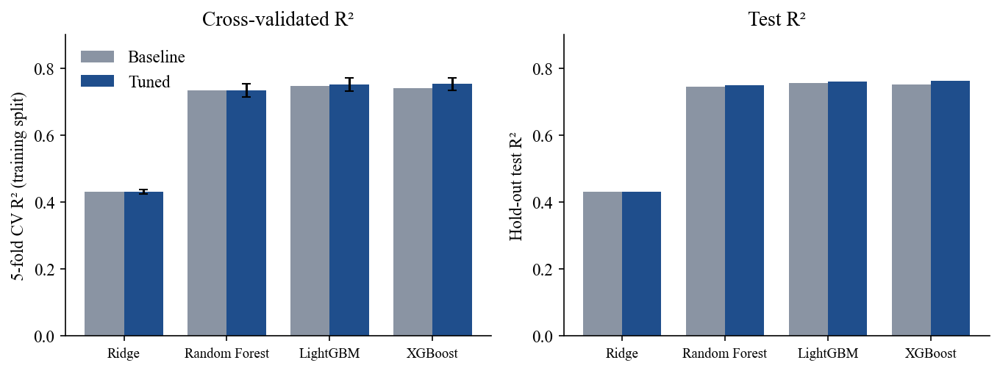 Cross-validated R²
5-fold CV R² (training split)
0.8
0.6
0.4
0.2
0.0
Baseline
Tuned
Ridge
Random Forest
LightGBM
XGBoost
Test R²
Hold-out test R²
0.8
0.6
0.4
0.2
0.0
Ridge
Random Forest
LightGBM
XGBoost